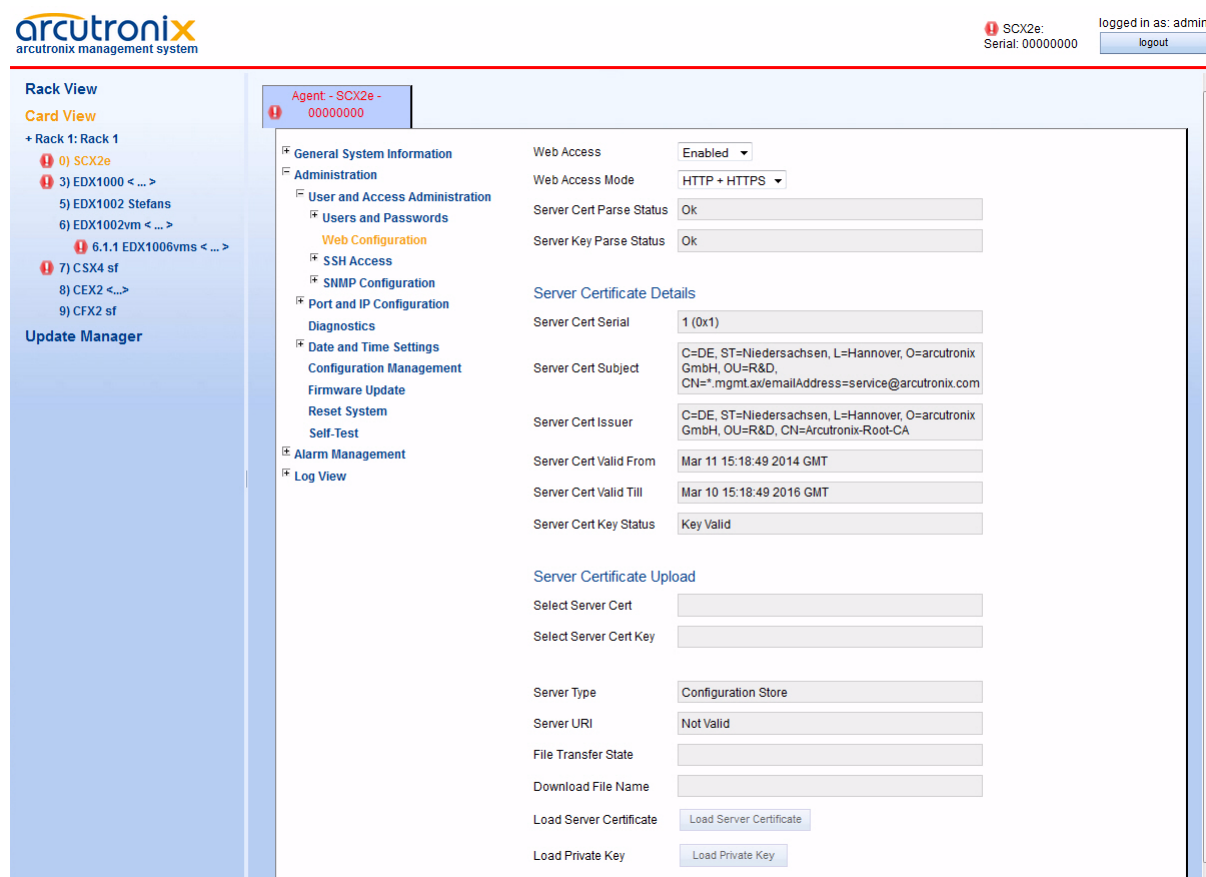 arcutronix
arcutronix management system
SCX2e:
Serial: 00000000
logged in as: admin
logout
Rack View
Card View
+ Rack 1: Rack 1
0) SCX2e
3) EDX1000 < ... >
5) EDX1002 Stefans
6) EDX1002vm < ... >
6.1.1 EDX1006vms < ... >
7) CSX4 sf
8) CEX2 <...>
9) CFX2 sf
Update Manager
Agent: - SCX2e -
00000000
General System Information
Administration
User and Access Administration
Users and Passwords
Web Configuration
SSH Access
SNMP Configuration
Port and IP Configuration
Diagnostics
Date and Time Settings
Configuration Management
Firmware Update
Reset System
Self-Test
Alarm Management
Log View
Web Access Enabled
Web Access Mode HTTP + HTTPS
Server Cert Parse Status Ok
Server Key Parse Status Ok
Server Certificate Details
Server Cert Serial 1 (0x1)
Server Cert Subject
C=DE, ST=Niedersachsen, L=Hannover, O=arcutronix
GmbH, OU=R&D,
CN=*.mgmt.ax/emailAddress=service@arcutronix.com
Server Cert Issuer
C=DE, ST=Niedersachsen, L=Hannover, O=arcutronix
GmbH, OU=R&D, CN=Arcutronix-Root-CA
Server Cert Valid From Mar 11 15:18:49 2014 GMT
Server Cert Valid Till Mar 10 15:18:49 2016 GMT
Server Cert Key Status Key Valid
Server Certificate Upload
Select Server Cert
Select Server Cert Key
Server Type Configuration Store
Server URI Not Valid
File Transfer State
Download File Name
Load Server Certificate Load Server Certificate
Load Private Key Load Private Key